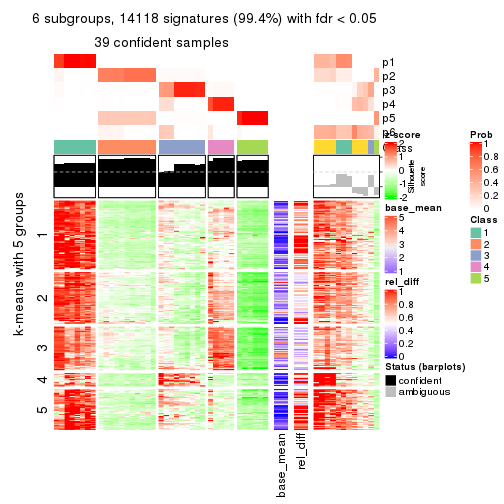 6 subgroups, 14118 signatures (99.4%) with fdr < 0.05
39 confident samples
p1
p2
p3
p4
p5
p6
Class
Silhouette
score
k-means with 5 groups
1
2
3
4
5
base_mean
rel_diff
z-score
2
1
0
-1
-2
base_mean
5
4
3
2
1
rel_diff
1
0.8
0.6
0.4
0.2
0
Status (barplots)
confident
ambiguous
Prob
1
0.8
0.6
0.4
0.2
0
Class
1
2
3
4
5